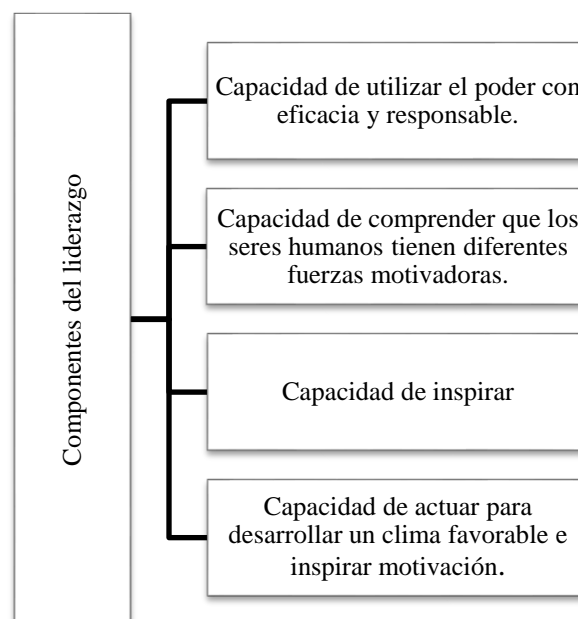 Componentes del liderazgo
Capacidad de utilizar el poder con
eficacia y responsable.
Capacidad de comprender que los
seres humanos tienen diferentes
fuerzas motivadoras.
Capacidad de inspirar
Capacidad de actuar para
desarrollar un clima favorable e
inspirar motivación.